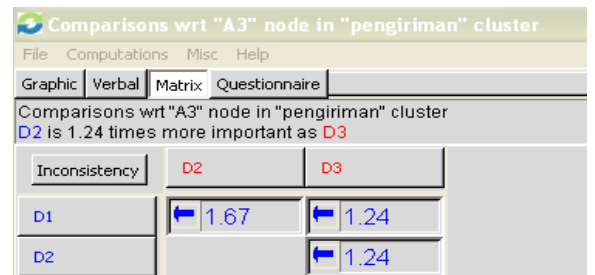 Comparisons wrt "A3" node in "pengiriman" cluster
File Computations Misc Help
Graphic Verbal Matrix Questionnaire
Comparisons wrt "A3" node in "pengiriman" cluster
D2 is 1.24 times more important as D3
Inconsistency D2 D3
D1 1.67 1.24
D2 1.24